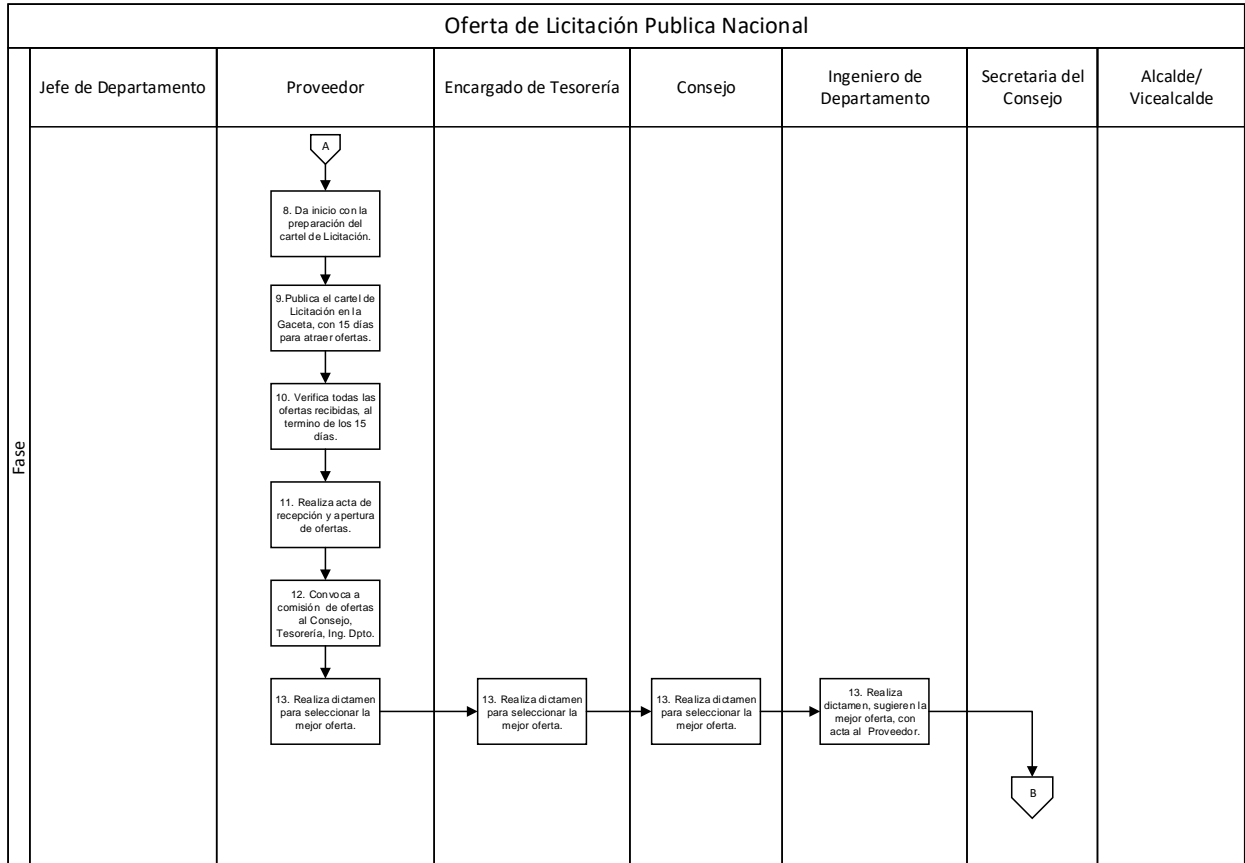 Oferta de Licitación Publica Nacional
Fase
Jefe de Departamento
Proveedor
Encargado de Tesorería
Consejo
Ingeniero de
Departamento
Secretaria del
Consejo
Alcalde/
Vicealcalde
A
8. Da inicio con la
preparación del
cartel de Licitación.
9.Publica el cartel de
Licitación en la
Gaceta, con 15 días
para atraer ofertas.
10. Verifica todas las
ofertas recibidas, al
termino de los 15
días.
11. Realiza acta de
recepción y apertura
de ofertas.
12. Convoca a
comisión de ofertas
al Consejo,
Tesorería, Ing. Dpto.
13. Realiza dictamen
para seleccionar la
mejor oferta.
13. Realiza dictamen
para seleccionar la
mejor oferta.
13. Realiza dictamen
para seleccionar la
mejor oferta.
13. Realiza
dictamen, sugieren la
mejor oferta, con
acta al Proveedor.
B